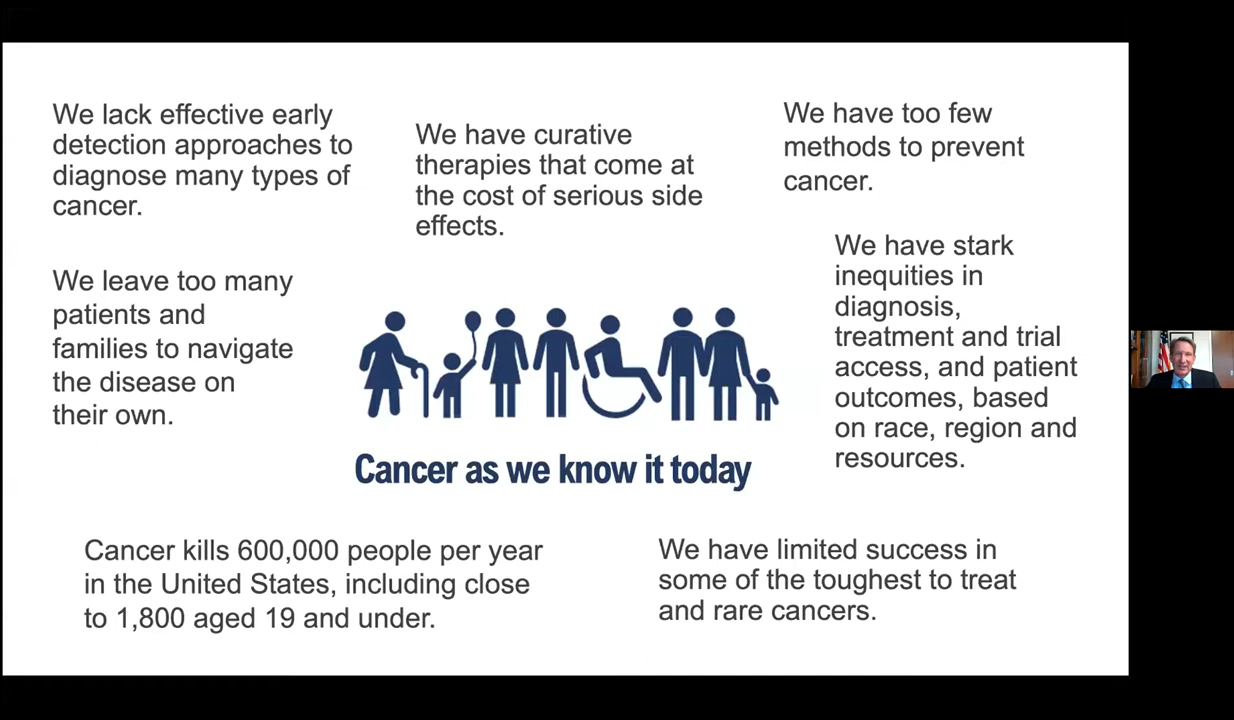 We lack effective early
detection approaches to
diagnose many types of
cancer.
We have curative
therapies that come at
the cost of serious side
effects.
We have too few
methods to prevent
cancer.
We leave too many
patients and
families to navigate
the disease on
their own.
We have stark
inequities in
diagnosis,
treatment and trial
access, and patient
outcomes, based
on race, region and
resources.
Cancer as we know it today
Cancer kills 600,000 people per year
in the United States, including close
to 1,800 aged 19 and under.
We have limited success in
some of the toughest to treat
and rare cancers.